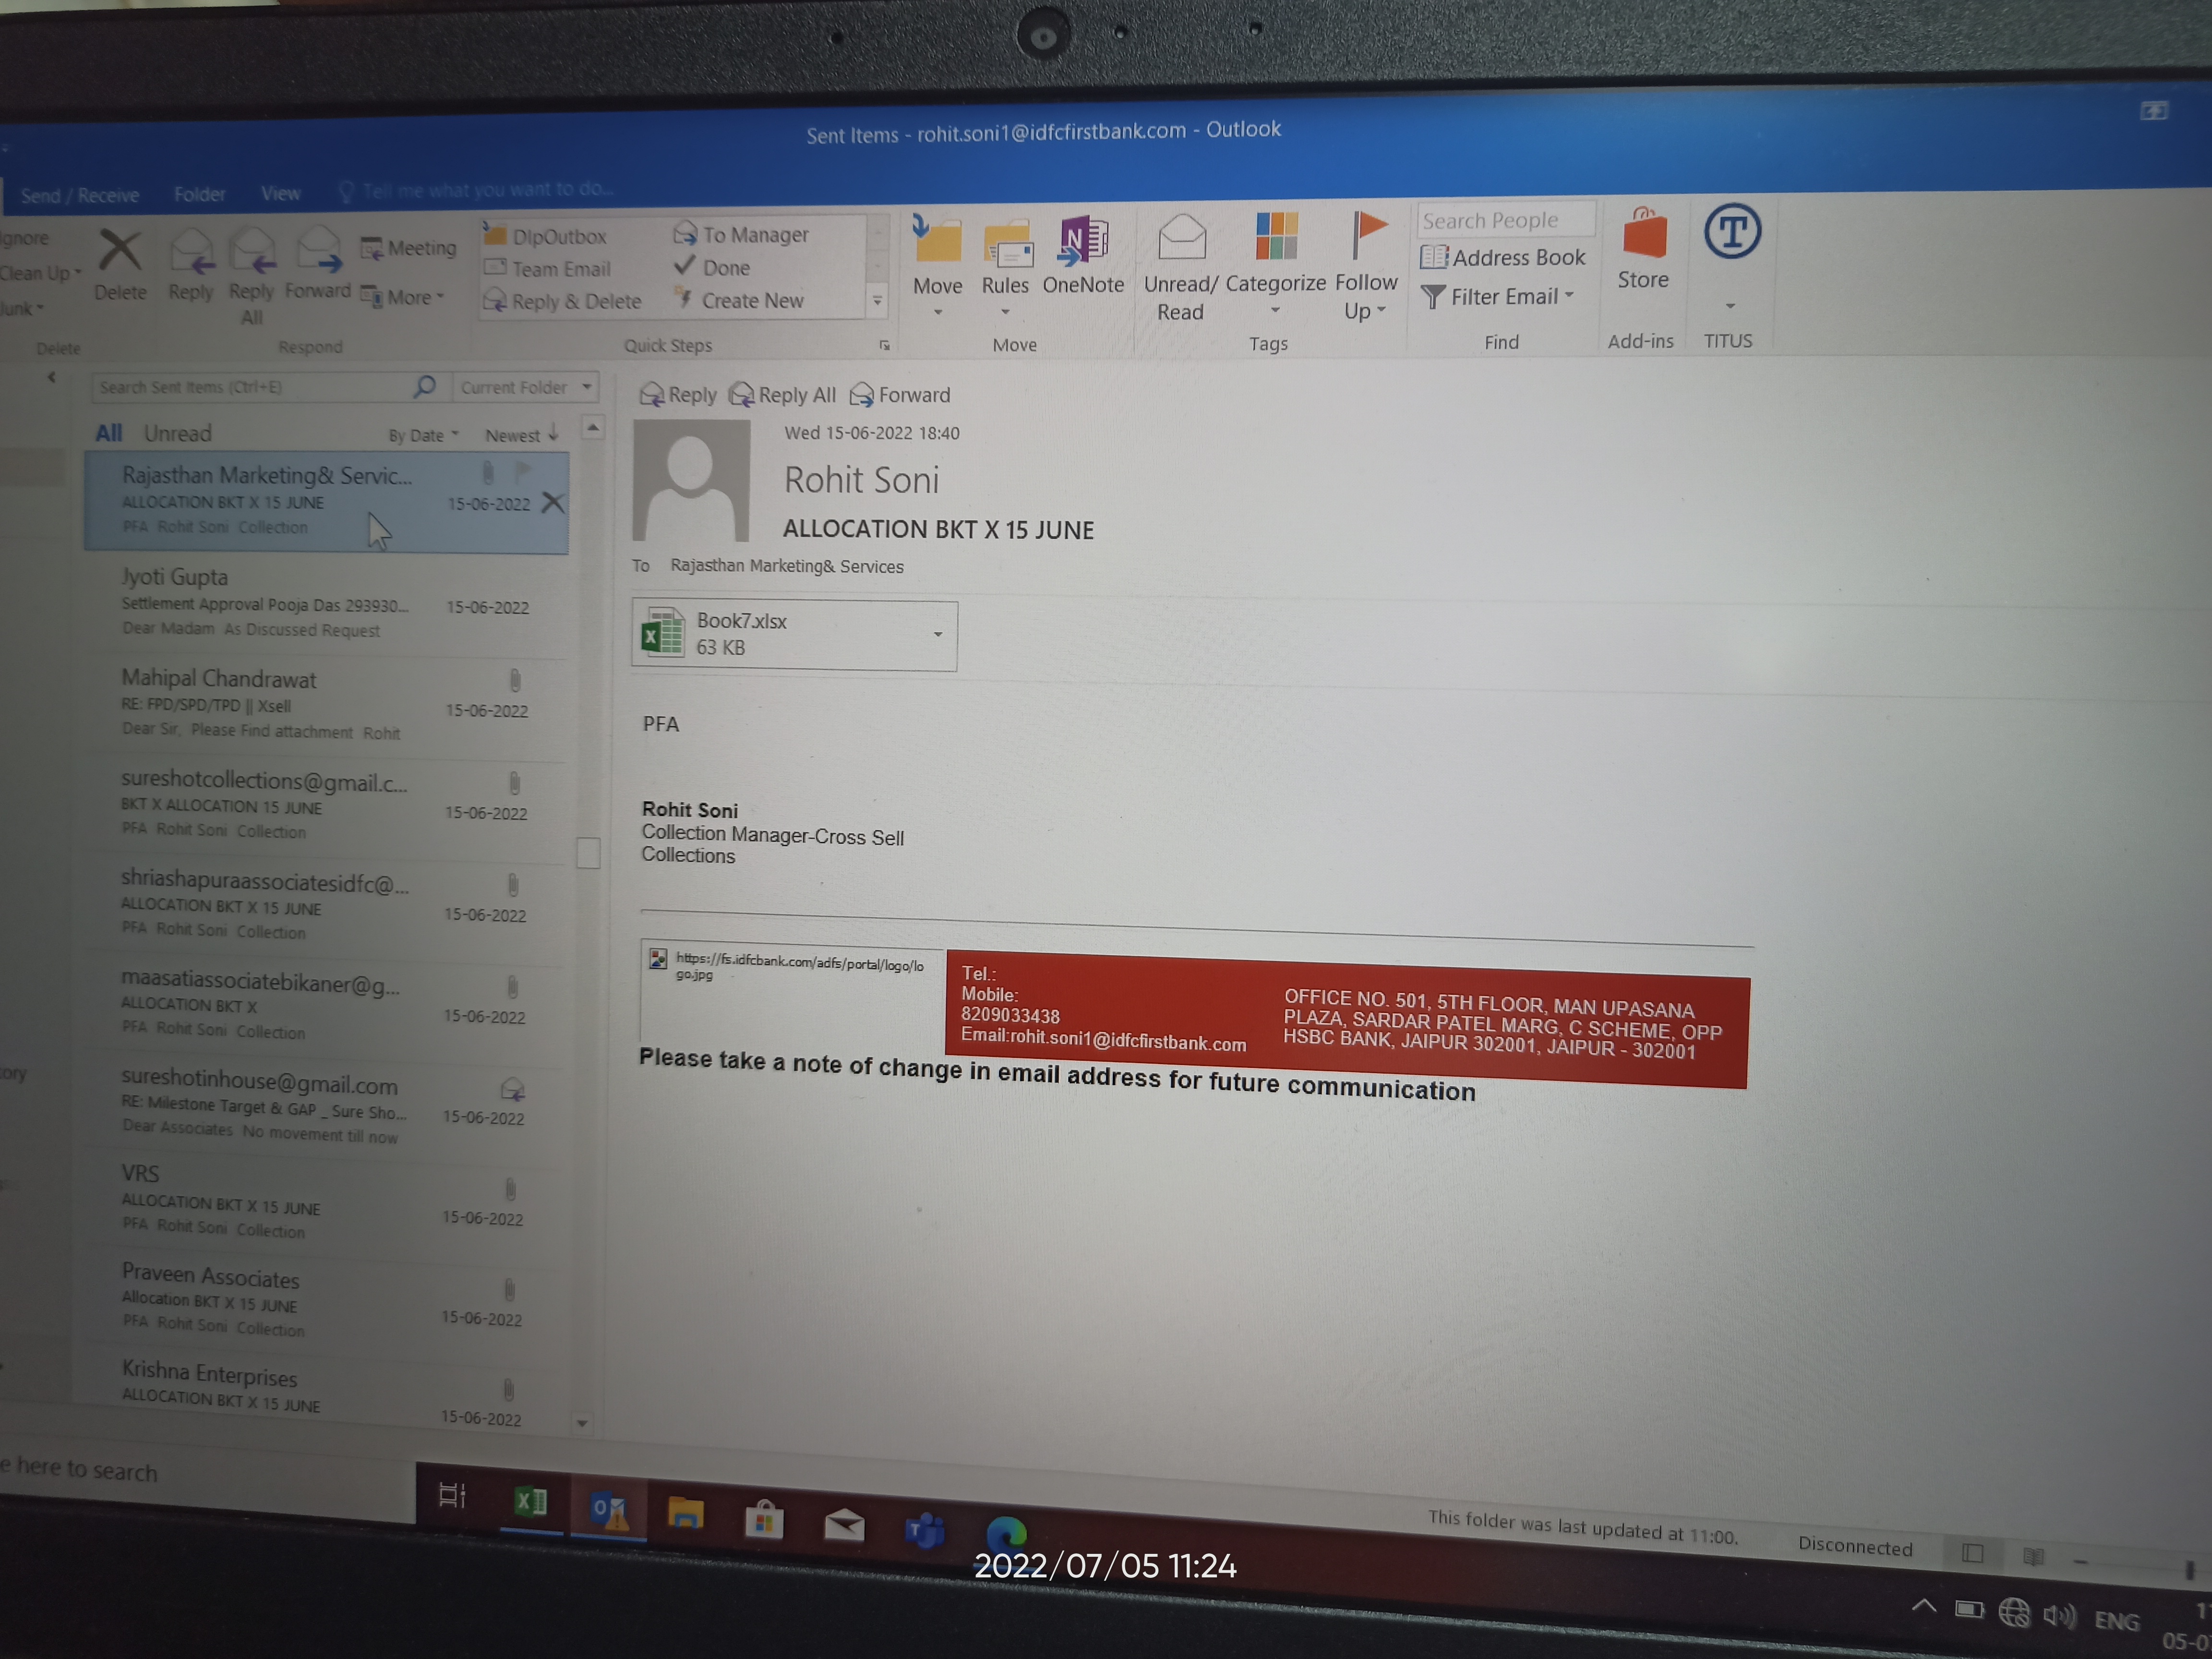 Sent Items - rohit.soni1@idfcfirstbank.com - Outlook
Send / Receive Folder View Tell me what you want to do...
Clean Up
Delete
Reply
Reply All
Forward
Meeting
More
DlpOutbox
Team Email
Reply & Delete
To Manager
Done
Create New
Move
Rules
OneNote
Unread/ Read
Categorize
Follow Up
Search People
Address Book
Filter Email
Store
Delete Respond Quick Steps Move Tags Find Add-ins TITUS
Search Sent Items (Ctrl+E) Current Folder
All Unread By Date Newest
Rajasthan Marketing& Servic...
ALLOCATION BKT X 15 JUNE 15-06-2022
PFA Rohit Soni Collection
Jyoti Gupta
Settlement Approval Pooja Das 293930... 15-06-2022
Dear Madam As Discussed Request
Mahipal Chandrawat
RE: FPD/SPD/TPD || Xsell 15-06-2022
Dear Sir, Please Find attachment Rohit
sureshotcollections@gmail.c...
BKT X ALLOCATION 15 JUNE 15-06-2022
PFA Rohit Soni Collection
shriashapuraassociatesidfc@...
ALLOCATION BKT X 15 JUNE 15-06-2022
PFA Rohit Soni Collection
maasatiassociatebikaner@g...
ALLOCATION BKT X 15-06-2022
PFA Rohit Soni Collection
sureshotinhouse@gmail.com
RE: Milestone Target & GAP _ Sure Sho... 15-06-2022
Dear Associates No movement till now
VRS
ALLOCATION BKT X 15 JUNE 15-06-2022
PFA Rohit Soni Collection
Praveen Associates
Allocation BKT X 15 JUNE 15-06-2022
PFA Rohit Soni Collection
Krishna Enterprises
ALLOCATION BKT X 15 JUNE 15-06-2022
Reply Reply All Forward
Wed 15-06-2022 18:40
Rohit Soni
ALLOCATION BKT X 15 JUNE
To Rajasthan Marketing& Services
Book7.xlsx
63 KB
PFA
Rohit Soni
Collection Manager-Cross Sell
Collections
https://fs.idfcbank.com/adfs/portal/logo/lo
go.jpg
Tel.:
Mobile:
8209033438
Email:rohit.soni1@idfcfirstbank.com
OFFICE NO. 501, 5TH FLOOR, MAN UPASANA
PLAZA, SARDAR PATEL MARG, C SCHEME, OPP
HSBC BANK, JAIPUR 302001, JAIPUR - 302001
Please take a note of change in email address for future communication
This folder was last updated at 11:00. Disconnected
e here to search
2022/07/05 11:24
ENG